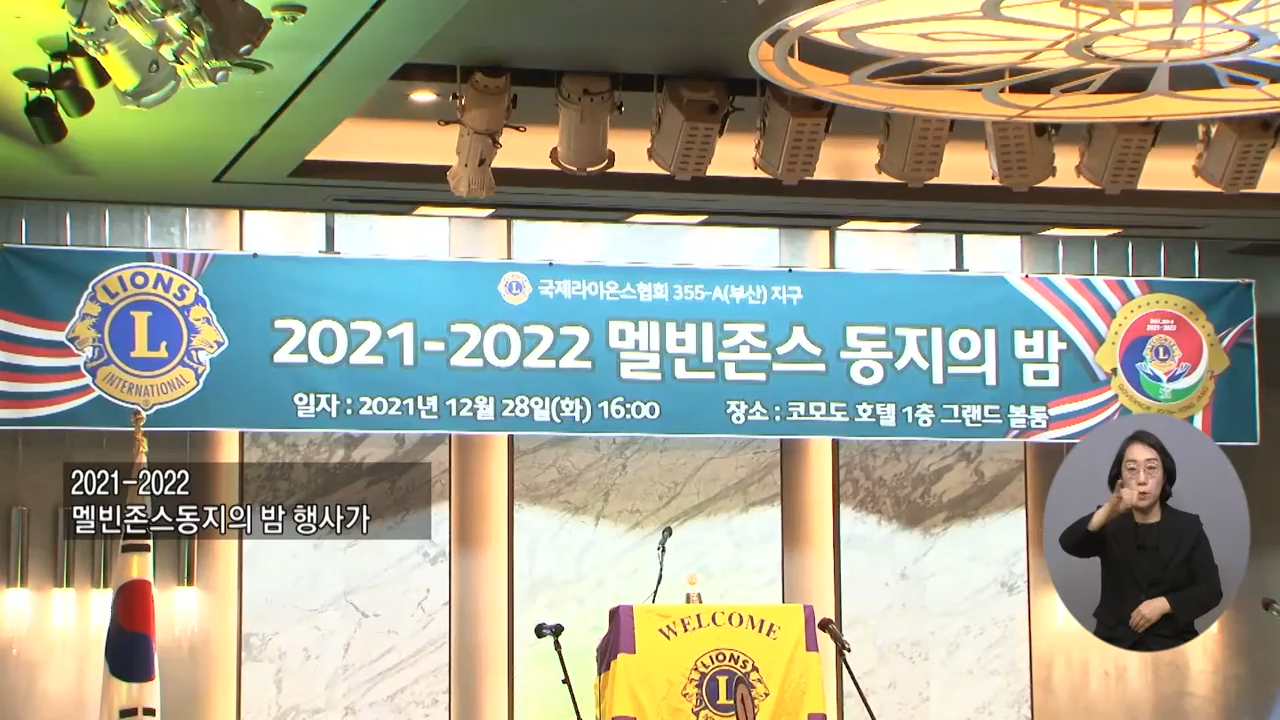 국제라이온스협회 355-A(부산) 지구
2021-2022 멜빈존스 동지의 밤
일자 : 2021년 12월 28일(화) 16:00
장소 : 코모도 호텔 1층 그랜드 볼룸
LIONS
L
INTERNATIONAL
L
2021-2022
멜빈존스동지의 밤 행사가
WELCOME
LIONS
L